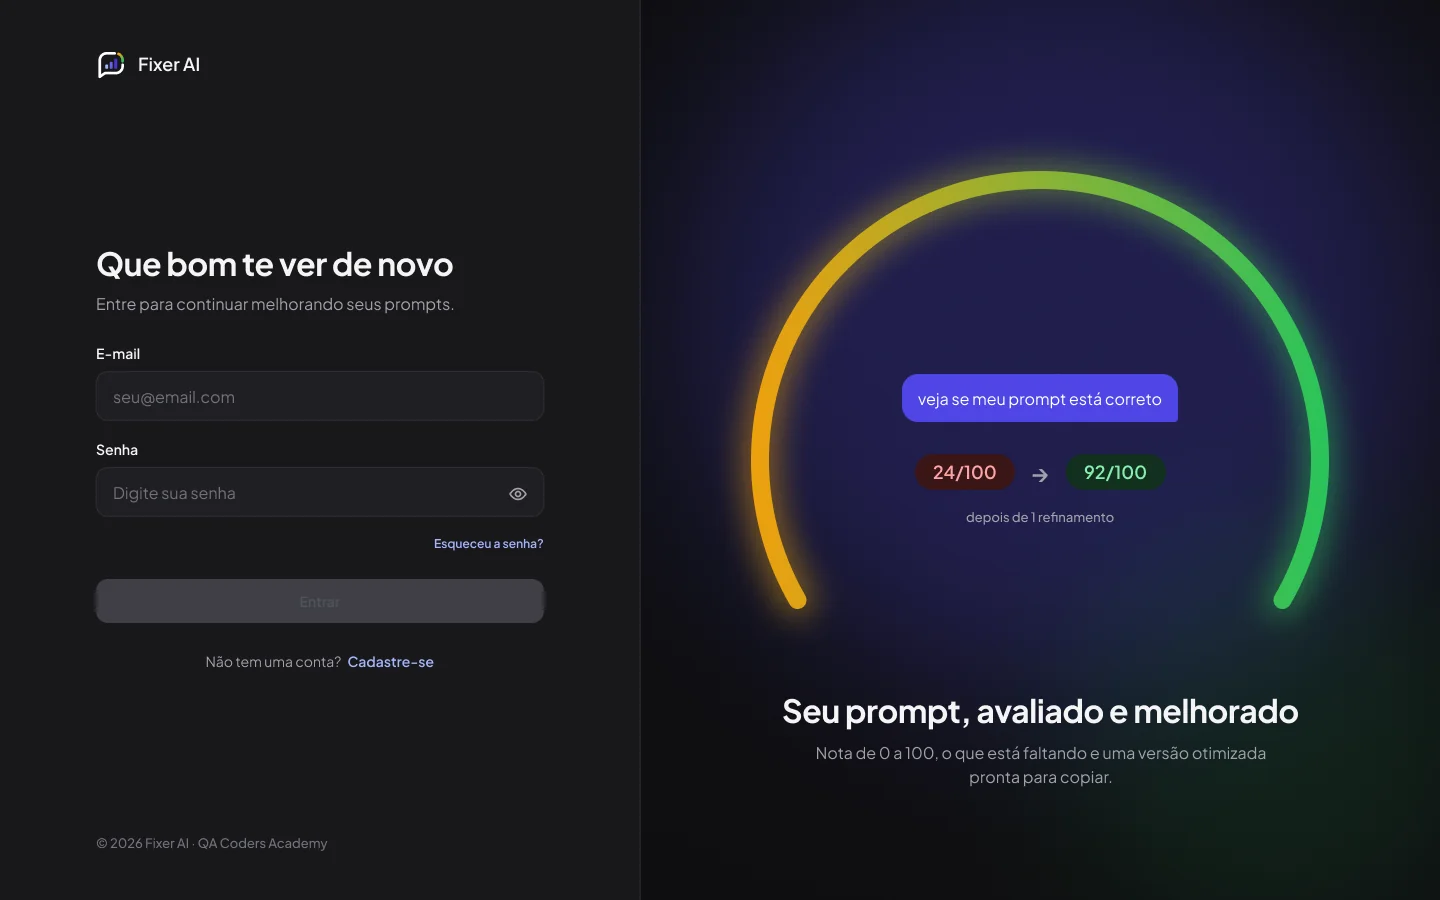 Fixer AI
Que bom te ver de novo
Entre para continuar melhorando seus prompts.
E-mail
seu@email.com
Senha
Digite sua senha
Esqueceu a senha?
Entrar
Não tem uma conta? Cadastre-se
© 2026 Fixer AI · QA Coders Academy
veja se meu prompt está correto
24/100 → 92/100
depois de 1 refinamento
Seu prompt, avaliado e melhorado
Nota de 0 a 100, o que está faltando e uma versão otimizada
pronta para copiar.